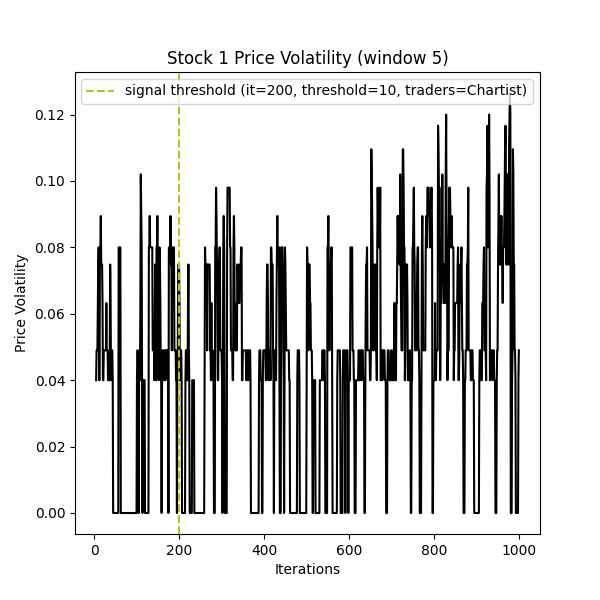 Stock 1 Price Volatility (window 5)
signal threshold (it=200, threshold=10, traders=Chartist)
Price Volatility
0.12
0.10
0.08
0.06
0.04
0.02
0.00
0 200 400 600 800 1000
Iterations